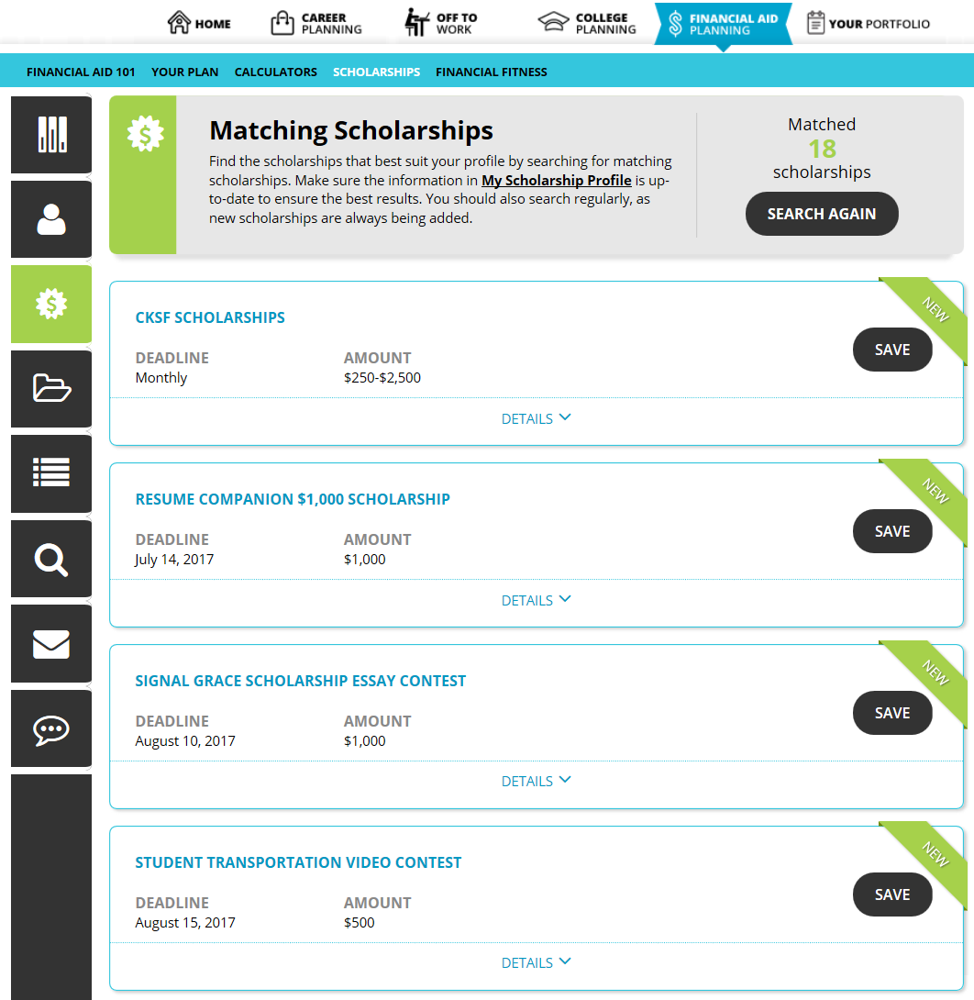 HOME
CAREER
PLANNING
OFF TO
WORK
COLLEGE
PLANNING
FINANCIAL AID
PLANNING
YOUR PORTFOLIO
FINANCIAL AID 101 YOUR PLAN CALCULATORS SCHOLARSHIPS FINANCIAL FITNESS
$
Matching Scholarships
Find the scholarships that best suit your profile by searching for matching
scholarships. Make sure the information in My Scholarship Profile is up-
to-date to ensure the best results. You should also search regularly, as
new scholarships are always being added.
Matched
18
scholarships
SEARCH AGAIN
$
NEW
CKSF SCHOLARSHIPS
DEADLINE AMOUNT
Monthly $250-$2,500
SAVE
DETAILS
NEW
RESUME COMPANION $1,000 SCHOLARSHIP
DEADLINE AMOUNT
July 14, 2017 $1,000
SAVE
DETAILS
NEW
SIGNAL GRACE SCHOLARSHIP ESSAY CONTEST
DEADLINE AMOUNT
August 10, 2017 $1,000
SAVE
DETAILS
NEW
STUDENT TRANSPORTATION VIDEO CONTEST
DEADLINE AMOUNT
August 15, 2017 $500
SAVE
DETAILS